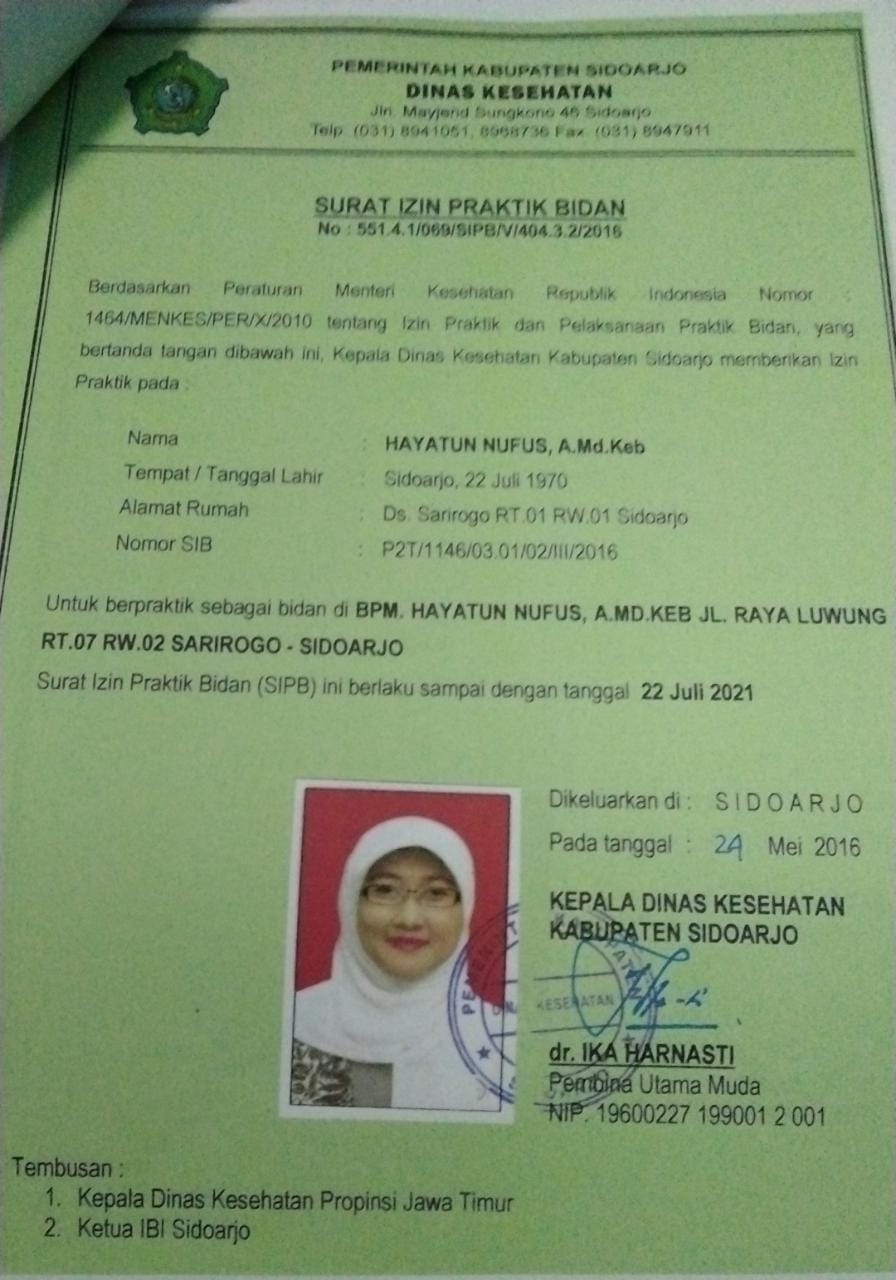 PEMERINTAH KABUPATEN SIDOARJO
DINAS KESEHATAN
Jln. Mayjend Sungkono 46 Sidoarjo
Telp. (031) 8941051, 8968736 Fax. (031) 8947911
SURAT IZIN PRAKTIK BIDAN
No : 551.4.1/069/SIPB/V/404.3.2/2016
Berdasarkan Peraturan Menteri Kesehatan Republik Indonesia Nomor :
1464/MENKES/PER/X/2010 tentang Izin Praktik dan Pelaksanaan Praktik Bidan, yang
bertanda tangan dibawah ini, Kepala Dinas Kesehatan Kabupaten Sidoarjo memberikan Izin
Praktik pada :
Nama : HAYATUN NUFUS, A.Md.Keb
Tempat / Tanggal Lahir : Sidoarjo, 22 Juli 1970
Alamat Rumah : Ds. Sarirogo RT.01 RW.01 Sidoarjo
Nomor SIB : P2T/1146/03.01/02/III/2016
Untuk berpraktik sebagai bidan di BPM. HAYATUN NUFUS, A.MD.KEB JL. RAYA LUWUNG
RT.07 RW.02 SARIROGO - SIDOARJO
Surat Izin Praktik Bidan (SIPB) ini berlaku sampai dengan tanggal 22 Juli 2021
Dikeluarkan di : SIDOARJO
Pada tanggal : 24 Mei 2016
KEPALA DINAS KESEHATAN
KABUPATEN SIDOARJO
KESEHATAN
dr. IKA HARNASTI
Pembina Utama Muda
NIP. 19600227 199001 2 001
Tembusan :
1. Kepala Dinas Kesehatan Propinsi Jawa Timur
2. Ketua IBI Sidoarjo